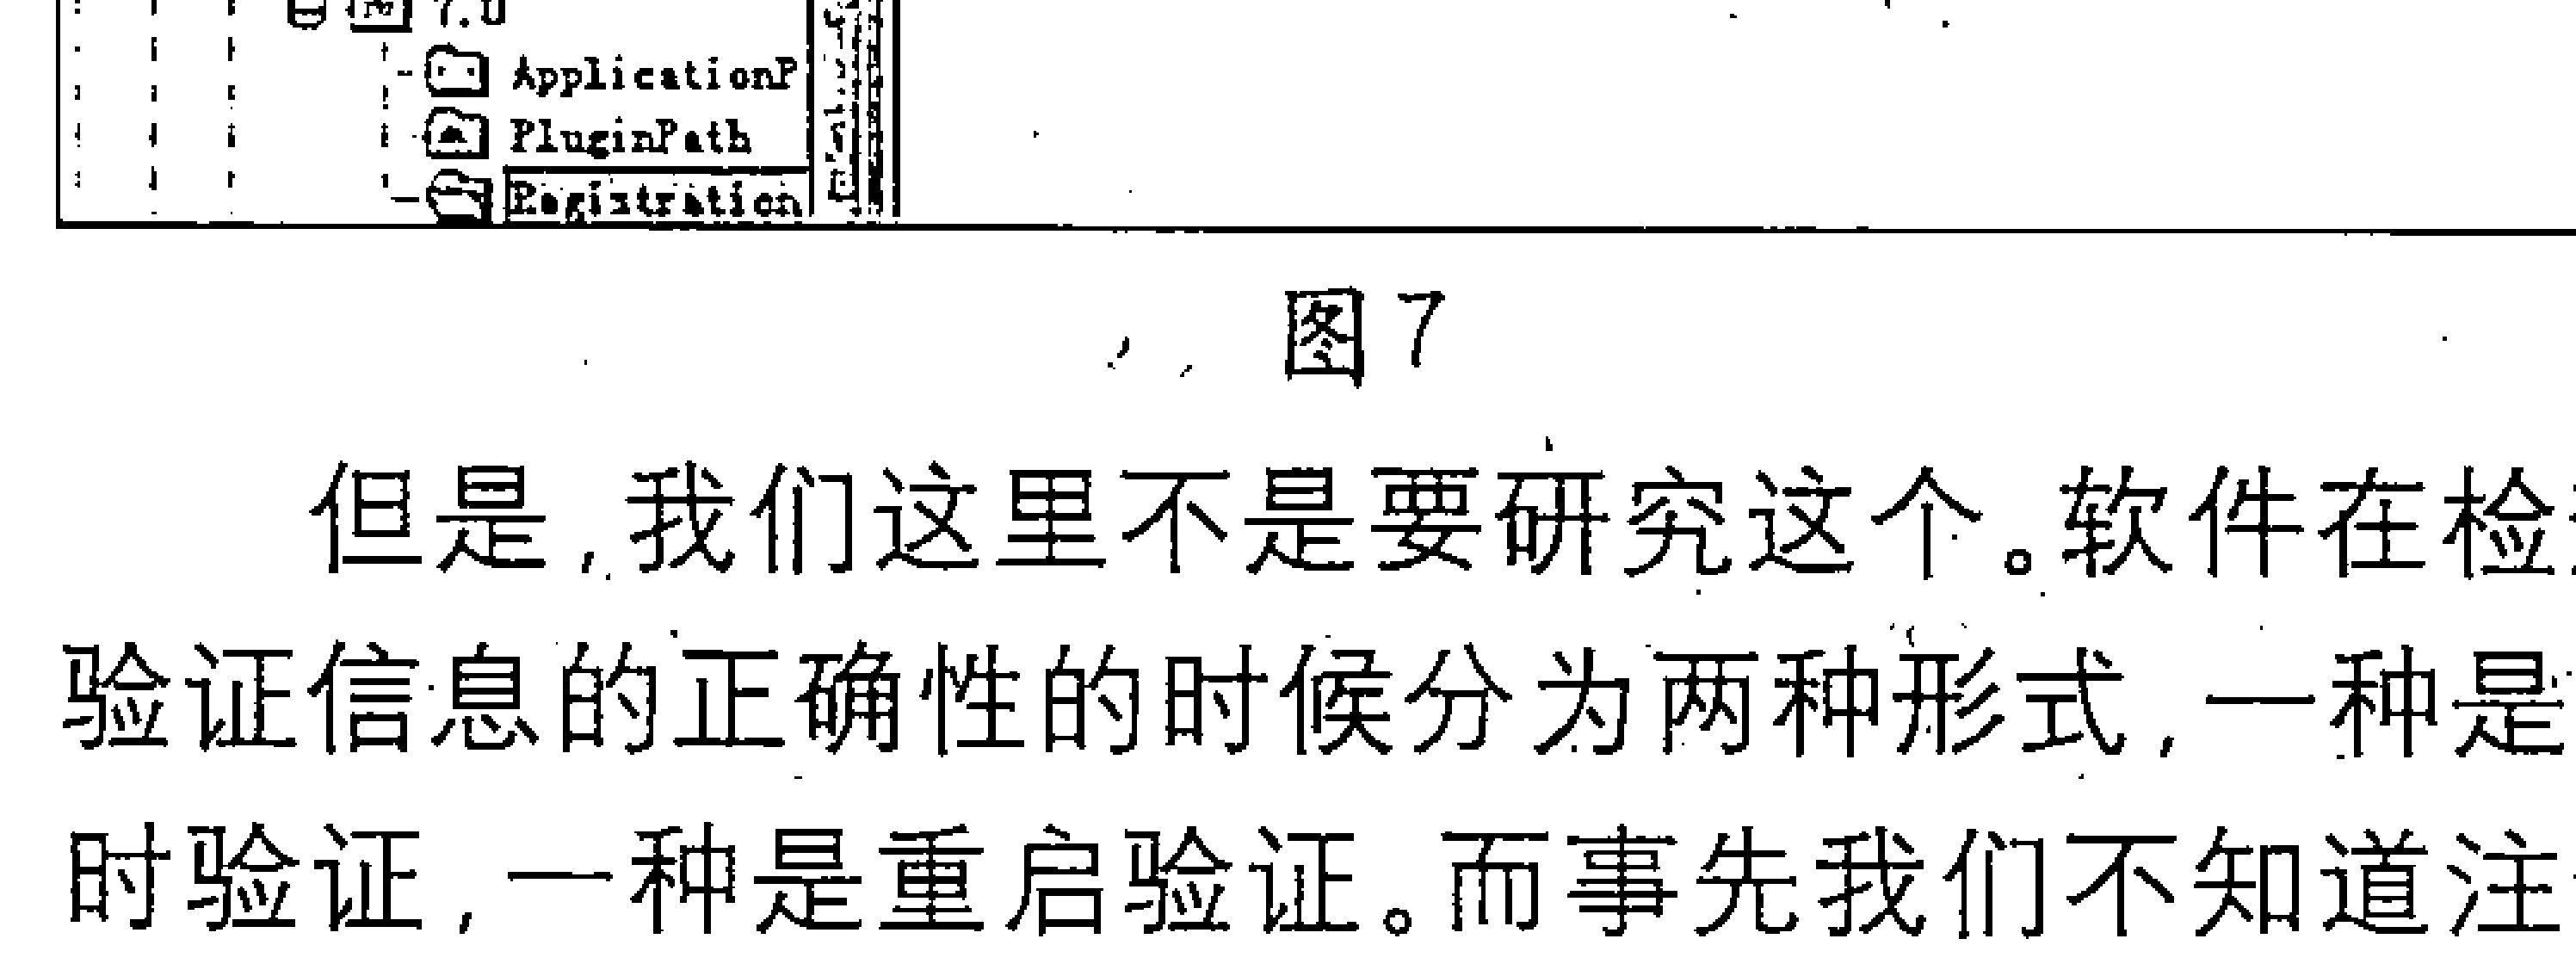 7.0
ApplicationP
PluginPath
Registration
图7
但是,我们这里不是要研究这个。软件在检
验证信息的正确性的时候分为两种形式,一种是
时验证,一种是重启验证。而事先我们不知道注